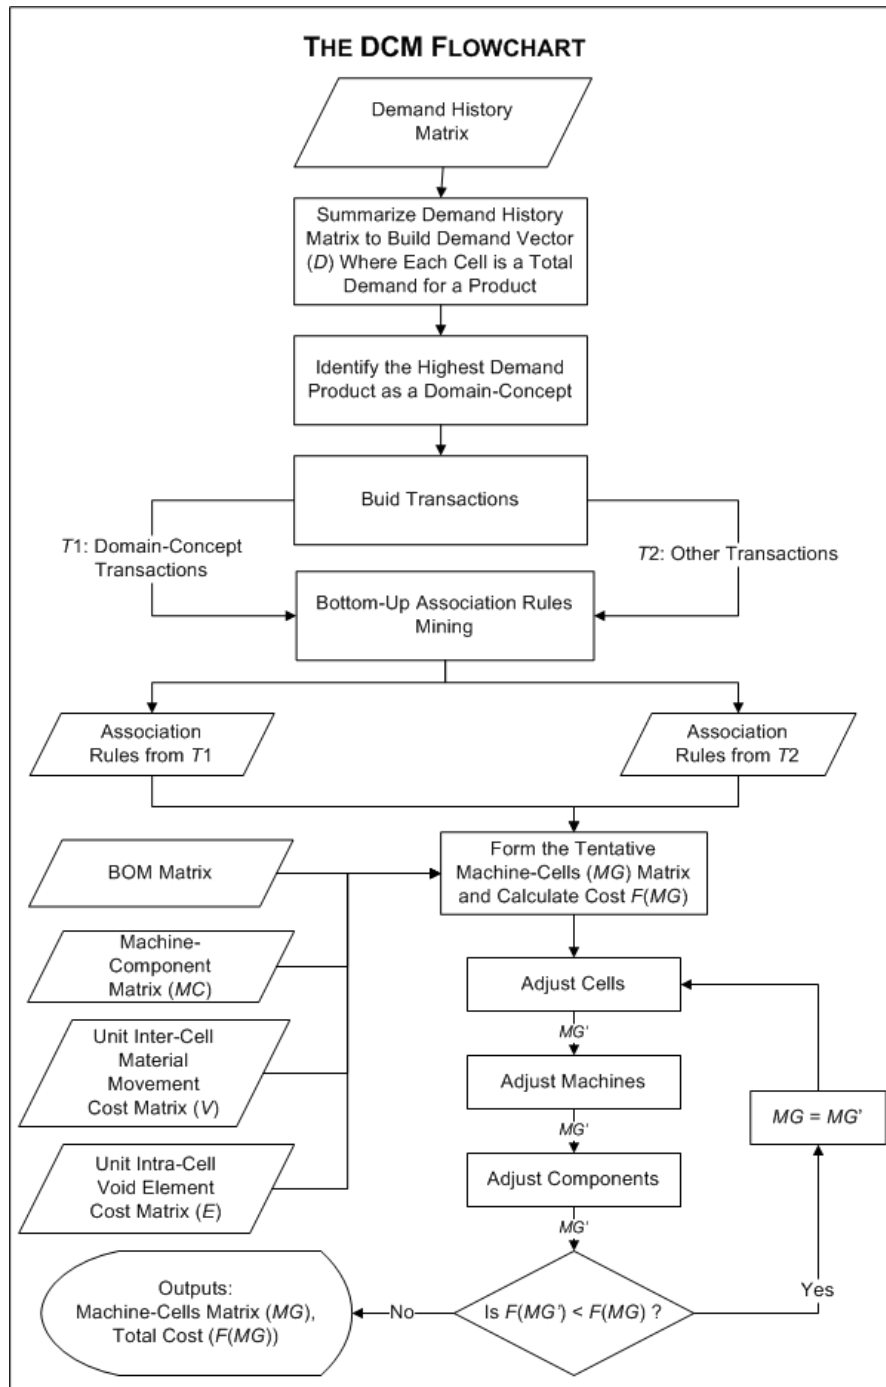 THE DCM FLOWCHART
Demand History
Matrix
Summarize Demand History
Matrix to Build Demand Vector
(D) Where Each Cell is a Total
Demand for a Product
Identify the Highest Demand
Product as a Domain-Concept
Buid Transactions
T1: Domain-Concept
Transactions
T2: Other Transactions
Bottom-Up Association Rules
Mining
Association
Rules from T1
Association
Rules from T2
BOM Matrix
Form the Tentative
Machine-Cells (MG) Matrix
and Calculate Cost F(MG)
Machine-
Component
Matrix (MC)
Adjust Cells
MG'
Unit Inter-Cell
Material
Movement
Cost Matrix (V)
Adjust Machines
MG = MG'
MG'
Unit Intra-Cell
Void Element
Cost Matrix (E)
Adjust Components
MG'
Outputs:
Machine-Cells Matrix (MG),
Total Cost (F(MG))
No
Is F(MG') < F(MG) ?
Yes